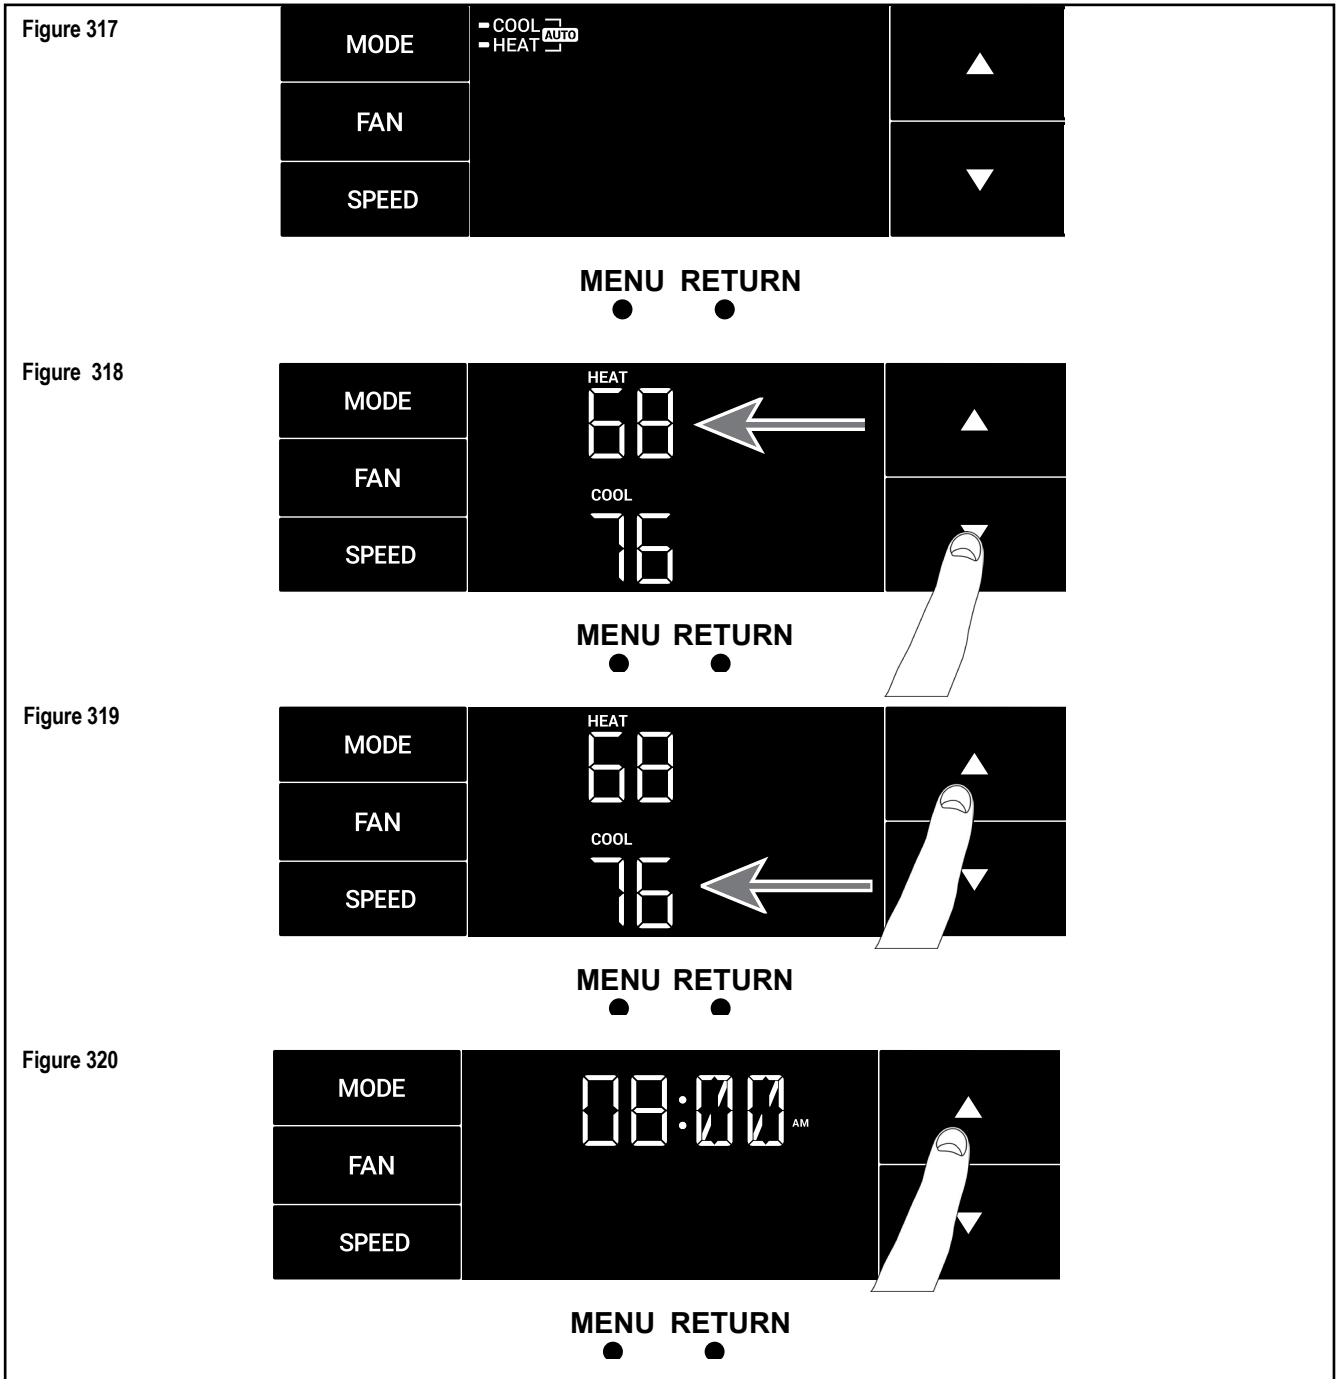 Figure 317
MODE
COOL
HEAT
AUTO
FAN
SPEED
MENU RETURN
Figure 318
MODE
HEAT
68
FAN
COOL
76
SPEED
MENU RETURN
Figure 319
MODE
HEAT
68
FAN
COOL
76
SPEED
MENU RETURN
Figure 320
MODE
08:00 AM
FAN
SPEED
MENU RETURN